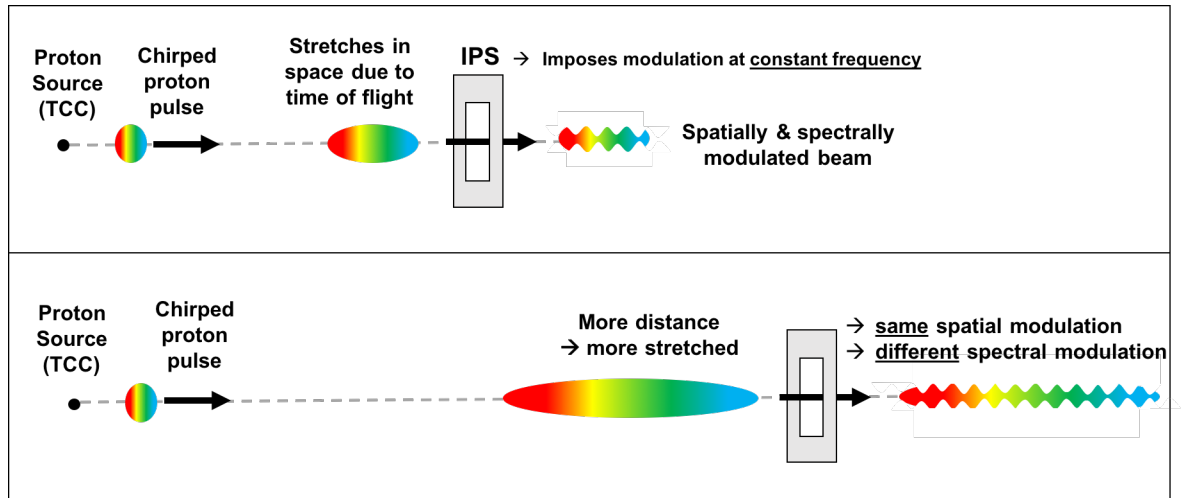 Proton
Source
(TCC)
Chirped
proton
pulse
Stretches in
space due to
time of flight
IPS → Imposes modulation at constant frequency
Spatially & spectrally
modulated beam
Proton
Source
(TCC)
Chirped
proton
pulse
More distance
→ more stretched
→ same spatial modulation
→ different spectral modulation